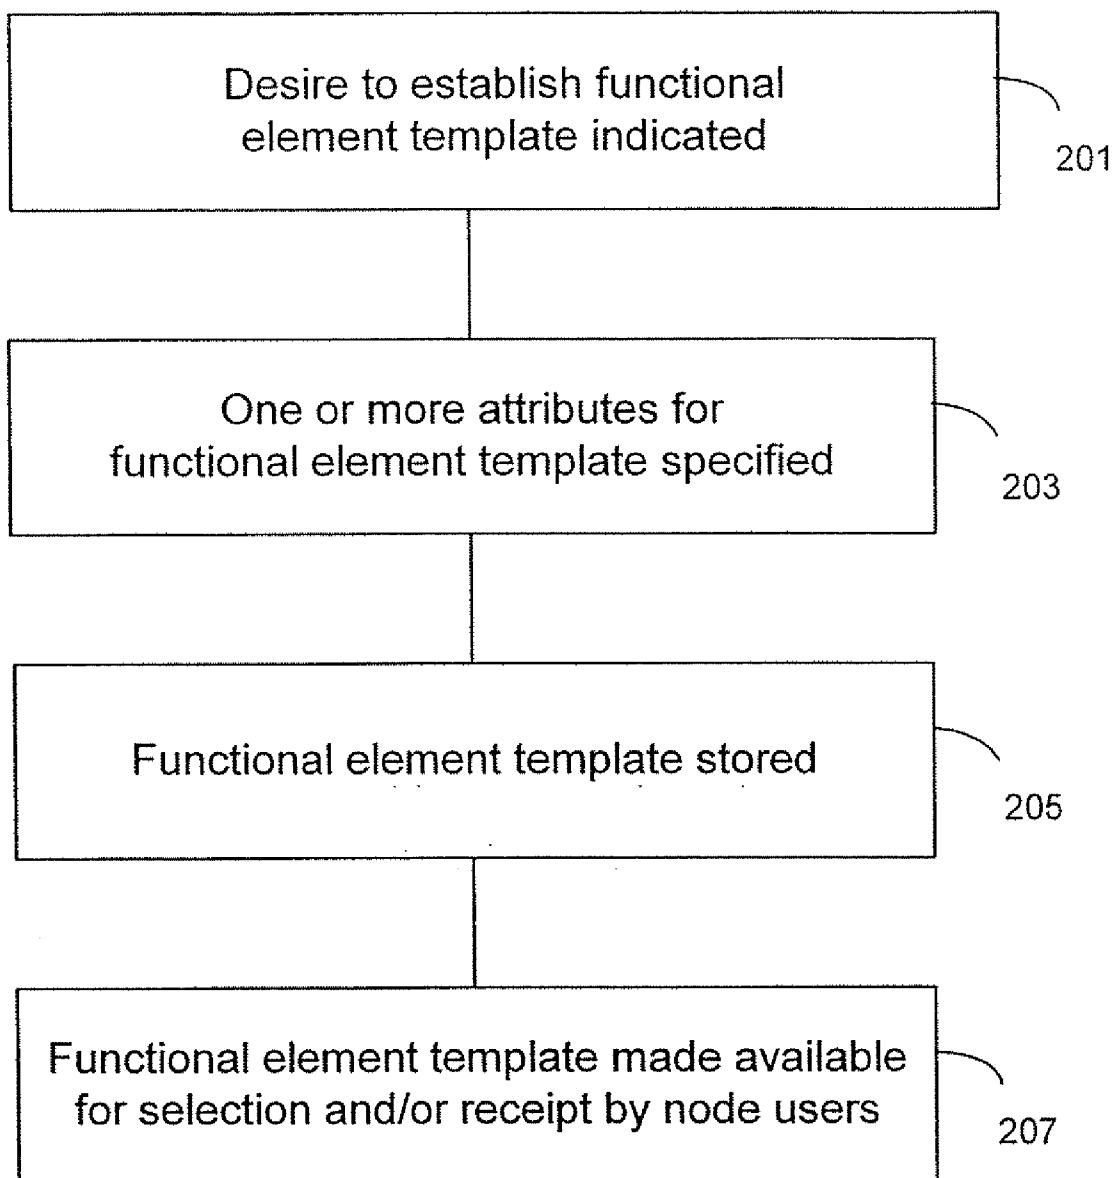 Desire to establish functional
element template indicated
201
One or more attributes for
functional element template specified
203
Functional element template stored
205
Functional element template made available
for selection and/or receipt by node users
207